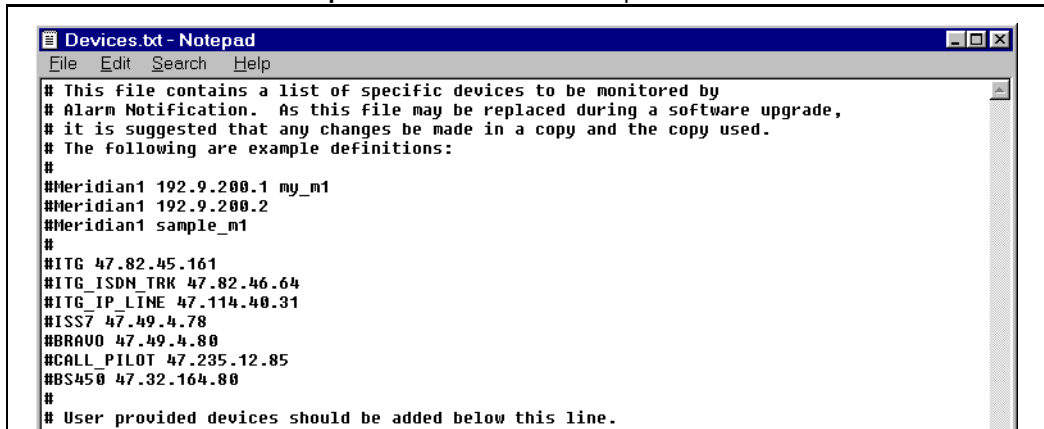 Devices.txt - Notepad
File Edit Search Help
# This file contains a list of specific devices to be monitored by
# Alarm Notification.  As this file may be replaced during a software upgrade,
# it is suggested that any changes be made in a copy and the copy used.
# The following are example definitions:
#
#Meridian1 192.9.200.1 my_m1
#Meridian1 192.9.200.2
#Meridian1 sample_m1
#
#ITG 47.82.45.161
#ITG_ISDN_TRK 47.82.46.64
#ITG_IP_LINE 47.114.40.31
#ISS7 47.49.4.78
#BRAVO 47.49.4.80
#CALL_PILOT 47.235.12.85
#BS450 47.32.164.80
#
# User provided devices should be added below this line.